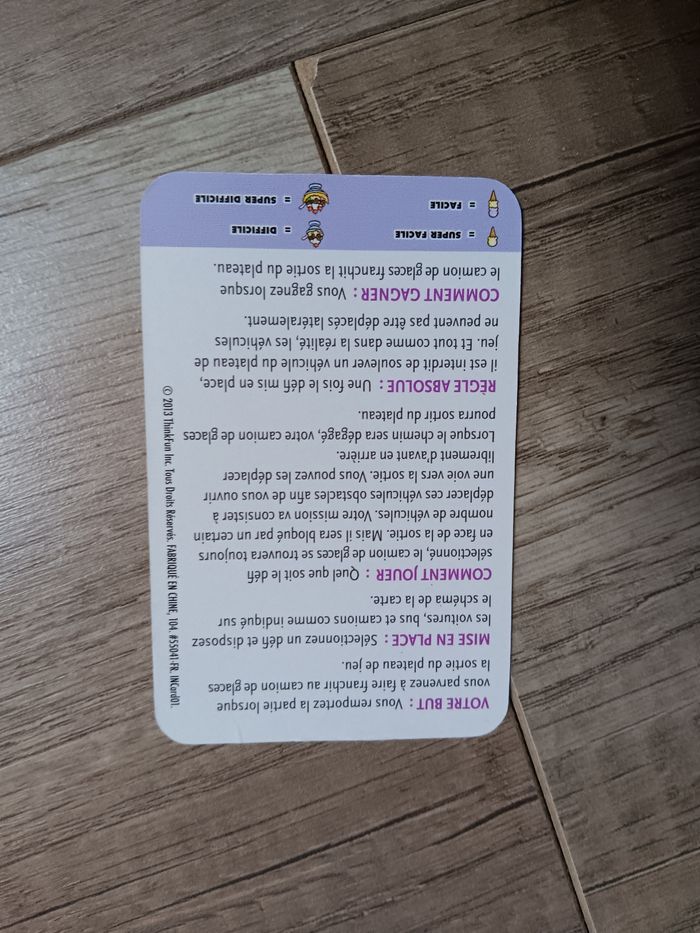 VOTRE BUT : Vous remportez la partie lorsque
vous parvenez à faire franchir au camion de glaces
la sortie du plateau de jeu.
MISE EN PLACE : Sélectionnez un défi et disposez
les voitures, bus et camions comme indiqué sur
le schéma de la carte.
COMMENT JOUER : Quel que soit le défi
sélectionné, le camion de glaces se trouvera toujours
en face de la sortie. Mais il sera bloqué par un certain
nombre de véhicules. Votre mission va consister à
déplacer ces véhicules obstacles afin de vous ouvrir
une voie vers la sortie. Vous pouvez les déplacer
librement d'avant en arrière.
Lorsque le chemin sera dégagé, votre camion de glaces
pourra sortir du plateau.
RÈGLE ABSOLUE : Une fois le défi mis en place,
il est interdit de soulever un véhicule du plateau de
jeu. Et tout comme dans la réalité, les véhicules
ne peuvent pas être déplacés latéralement.
COMMENT GAGNER : Vous gagnez lorsque
le camion de glaces franchit la sortie du plateau.
= SUPER FACILE
= DIFFICILE
= FACILE
= SUPER DIFFICILE
© 2013 ThinkFun Inc. Tous Droits Réservés. FABRIQUÉ EN CHINE, 104. #55041-FR. INCard01.